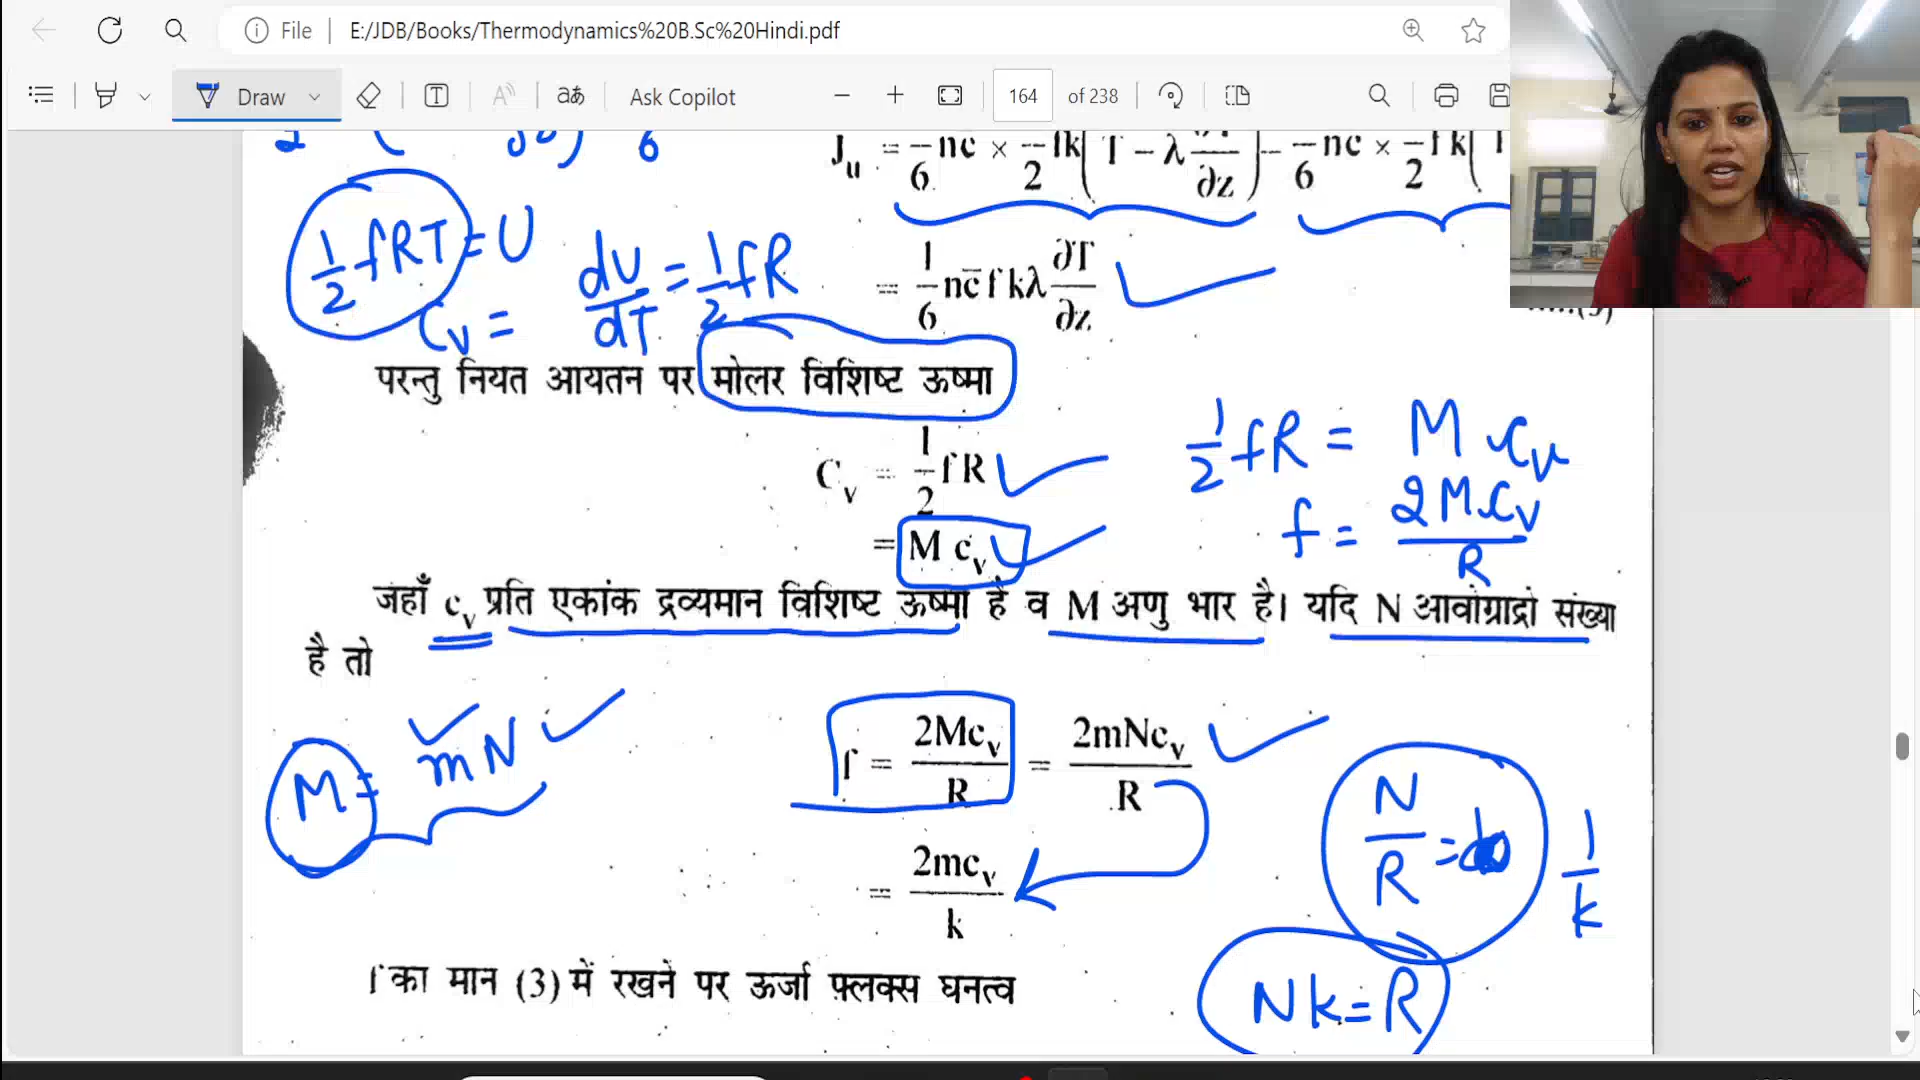 File E:/JDB/Books/Thermodynamics%20B.Sc%20Hindi.pdf
Draw Ask Copilot 164 of 238
J_u = 1/6 nc × 1/2 fk( T − λ ∂T/∂z ) − 1/6 nc × 1/2 fk( T
1/2 fRT = U
C_v = dU/dT = 1/2 fR
= 1/6 nc̄ f kλ ∂T/∂z
परन्तु नियत आयतन पर मोलर विशिष्ट ऊष्मा
C_v = 1/2 fR
= M c_v
1/2 fR = M c_v
f = 2Mc_v/R
जहाँ c_v प्रति एकांक द्रव्यमान विशिष्ट ऊष्मा है व M अणु भार है। यदि N आवोग्राद्रो संख्या
है तो
M = mN
f = 2Mc_v/R = 2mNc_v/R
= 2mc_v/k
N/R = 1/k
Nk = R
f का मान (3) में रखने पर ऊर्जा फ़्लक्स घनत्व